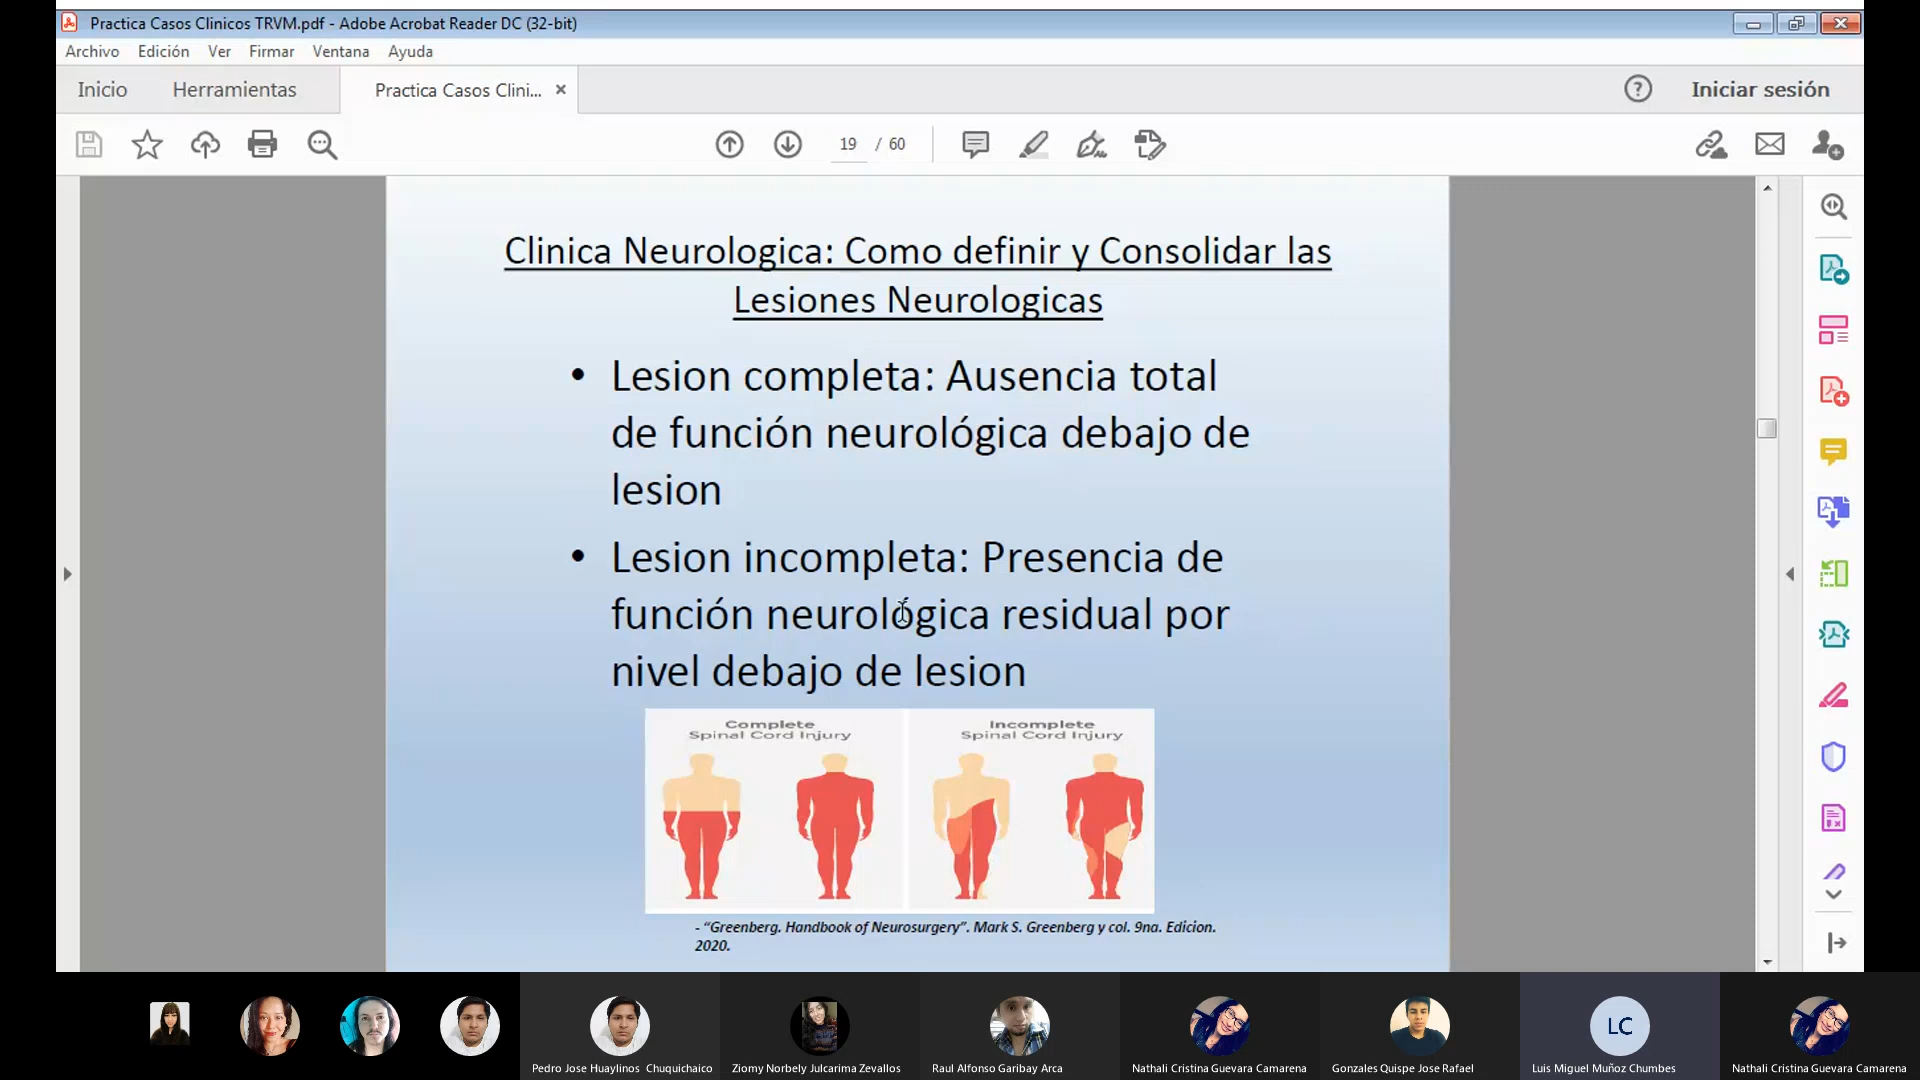 Practica Casos Clinicos TRVM.pdf - Adobe Acrobat Reader DC (32-bit)
Archivo Edición Ver Firmar Ventana Ayuda
Inicio Herramientas Practica Casos Clini... × Iniciar sesión
19 / 60
Clinica Neurologica: Como definir y Consolidar las
Lesiones Neurologicas
• Lesion completa: Ausencia total
de función neurológica debajo de
lesion
• Lesion incompleta: Presencia de
función neurológica residual por
nivel debajo de lesion
Complete
Spinal Cord Injury
Incomplete
Spinal Cord Injury
- "Greenberg. Handbook of Neurosurgery". Mark S. Greenberg y col. 9na. Edicion.
2020.
LC
Pedro Jose Huaylinos Chuquichaico
Ziomy Norbely Julcarima Zevallos
Raul Alfonso Garibay Arca
Nathali Cristina Guevara Camarena
Gonzales Quispe Jose Rafael
Luis Miguel Muñoz Chumbes
Nathali Cristina Guevara Camarena